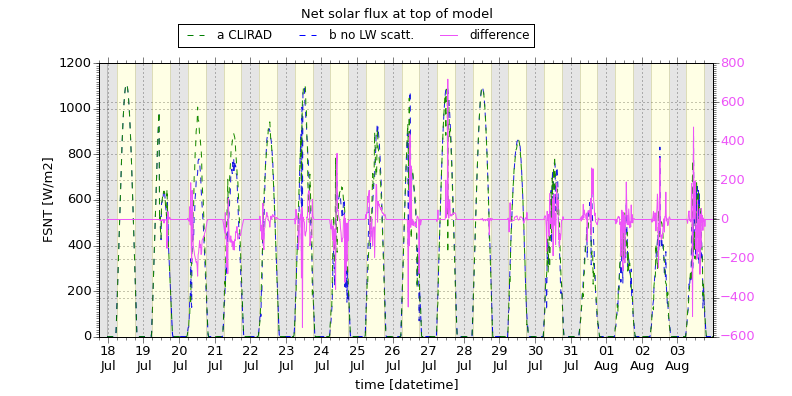 Net solar flux at top of model
a CLIRAD b no LW scatt. difference
1200
1000
800
600
400
200
0
FSNT [W/m2]
800
600
400
200
0
−200
−400
−600
18 19 20 21 22 23 24 25 26 27 28 29 30 31 01 02 03
Jul Jul Jul Jul Jul Jul Jul Jul Jul Jul Jul Jul Jul Jul Aug Aug Aug
time [datetime]